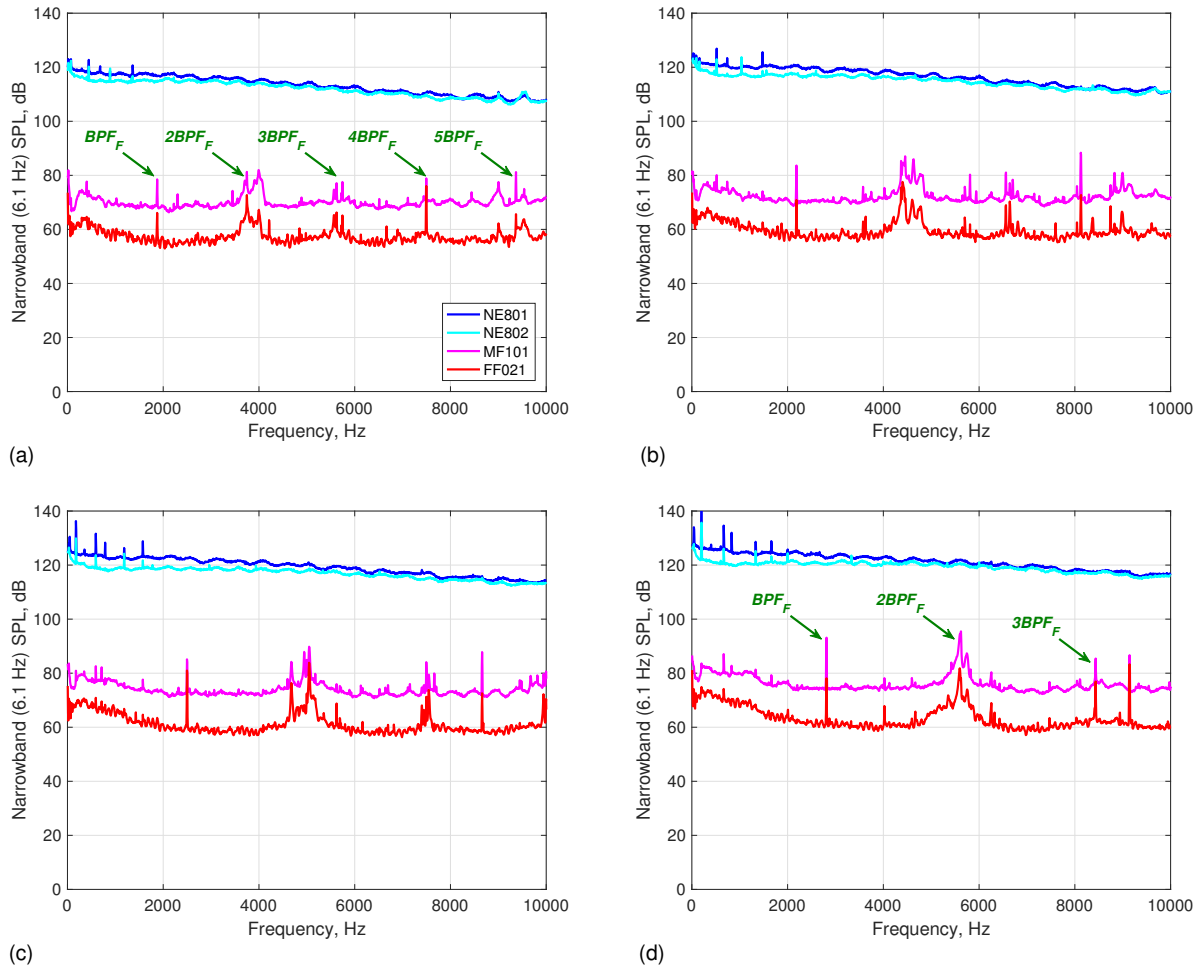 140
120
100
80
60
40
20
0
Narrowband (6.1 Hz) SPL, dB
BPF_F 2BPF_F 3BPF_F 4BPF_F 5BPF_F
NE801
NE802
MF101
FF021
0 2000 4000 6000 8000 10000
Frequency, Hz
(a)
140
120
100
80
60
40
20
0
Narrowband (6.1 Hz) SPL, dB
0 2000 4000 6000 8000 10000
Frequency, Hz
(b)
140
120
100
80
60
40
20
0
Narrowband (6.1 Hz) SPL, dB
0 2000 4000 6000 8000 10000
Frequency, Hz
(c)
140
120
100
80
60
40
20
0
Narrowband (6.1 Hz) SPL, dB
BPF_F 2BPF_F 3BPF_F
0 2000 4000 6000 8000 10000
Frequency, Hz
(d)